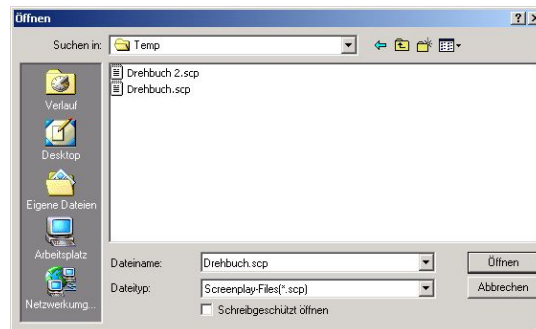 Öffnen
Suchen in: Temp
Verlauf
Desktop
Eigene Dateien
Arbeitsplatz
Netzwerkumg...
Drehbuch 2.scp
Drehbuch.scp
Dateiname: Drehbuch.scp Öffnen
Dateityp: Screenplay-Files(*.scp) Abbrechen
Schreibgeschützt öffnen